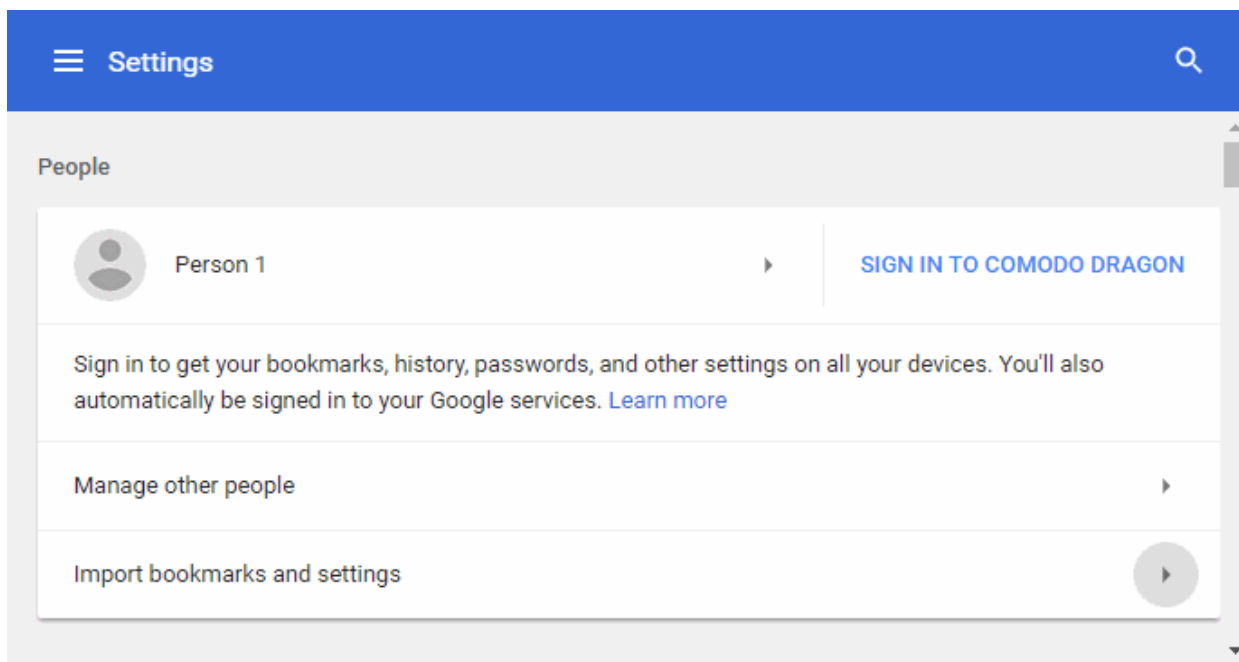 Settings
People
Person 1
SIGN IN TO COMODO DRAGON
Sign in to get your bookmarks, history, passwords, and other settings on all your devices. You'll also
automatically be signed in to your Google services. Learn more
Manage other people
Import bookmarks and settings